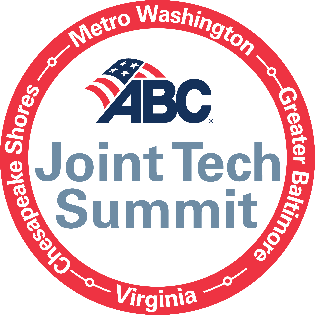 Metro Washington
Greater Baltimore
Virginia
Chesapeake Shores
ABC
Joint Tech
Summit